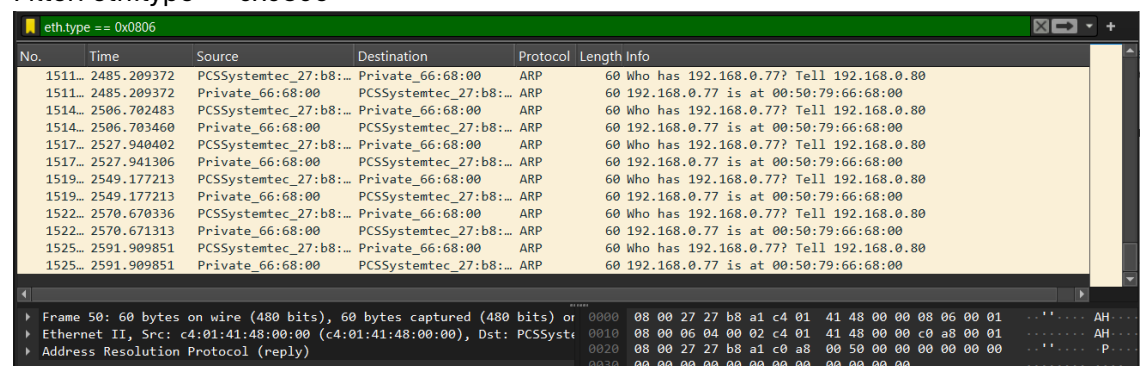 eth.type == 0x0806
No. Time Source Destination Protocol Length Info
1511… 2485.209372 PCSSystemtec_27:b8:… Private_66:68:00 ARP 60 Who has 192.168.0.77? Tell 192.168.0.80
1511… 2485.209372 Private_66:68:00 PCSSystemtec_27:b8:… ARP 60 192.168.0.77 is at 00:50:79:66:68:00
1514… 2506.702483 PCSSystemtec_27:b8:… Private_66:68:00 ARP 60 Who has 192.168.0.77? Tell 192.168.0.80
1514… 2506.703460 Private_66:68:00 PCSSystemtec_27:b8:… ARP 60 192.168.0.77 is at 00:50:79:66:68:00
1517… 2527.940402 PCSSystemtec_27:b8:… Private_66:68:00 ARP 60 Who has 192.168.0.77? Tell 192.168.0.80
1517… 2527.941306 Private_66:68:00 PCSSystemtec_27:b8:… ARP 60 192.168.0.77 is at 00:50:79:66:68:00
1519… 2549.177213 PCSSystemtec_27:b8:… Private_66:68:00 ARP 60 Who has 192.168.0.77? Tell 192.168.0.80
1519… 2549.177213 Private_66:68:00 PCSSystemtec_27:b8:… ARP 60 192.168.0.77 is at 00:50:79:66:68:00
1522… 2570.670336 PCSSystemtec_27:b8:… Private_66:68:00 ARP 60 Who has 192.168.0.77? Tell 192.168.0.80
1522… 2570.671313 Private_66:68:00 PCSSystemtec_27:b8:… ARP 60 192.168.0.77 is at 00:50:79:66:68:00
1525… 2591.909851 PCSSystemtec_27:b8:… Private_66:68:00 ARP 60 Who has 192.168.0.77? Tell 192.168.0.80
1525… 2591.909851 Private_66:68:00 PCSSystemtec_27:b8:… ARP 60 192.168.0.77 is at 00:50:79:66:68:00
Frame 50: 60 bytes on wire (480 bits), 60 bytes captured (480 bits) or
Ethernet II, Src: c4:01:41:48:00:00 (c4:01:41:48:00:00), Dst: PCSSyste
Address Resolution Protocol (reply)
0000 08 00 27 27 b8 a1 c4 01 41 48 00 00 08 06 00 01 ··''···· AH····
0010 08 00 06 04 00 02 c4 01 41 48 00 00 c0 a8 00 01 ········ AH····
0020 08 00 27 27 b8 a1 c0 a8 00 50 00 00 00 00 00 00 ··''···· ·P····